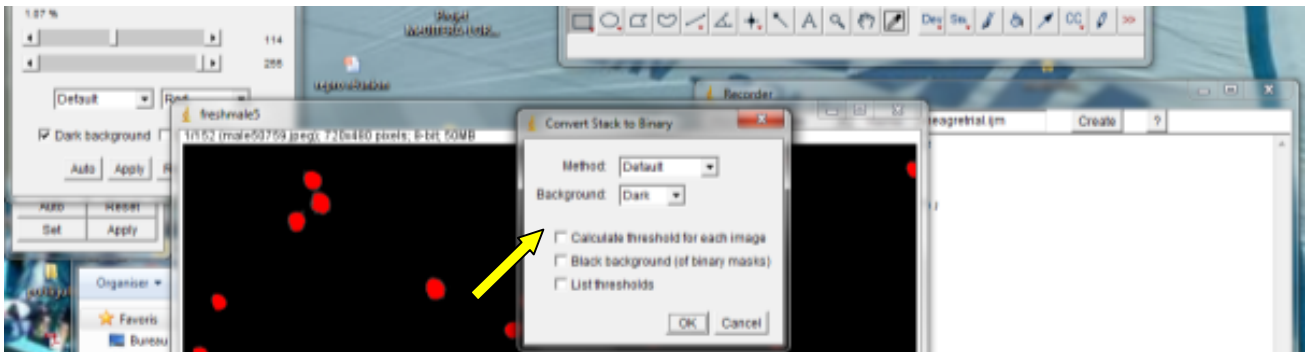 1.07 %
114
255
Default
Dark background
Auto Apply
Auto Reset
Set Apply
Organiser
Favoris
Bureau
freshmale5
1/152 (male50759.jpeg); 720x480 pixels; 8-bit; 50MB
Convert Stack to Binary
Method: Default
Background: Dark
Calculate threshold for each image
Black background (of binary masks)
List thresholds
OK Cancel
A
CC
>>
Recorder
Create ?